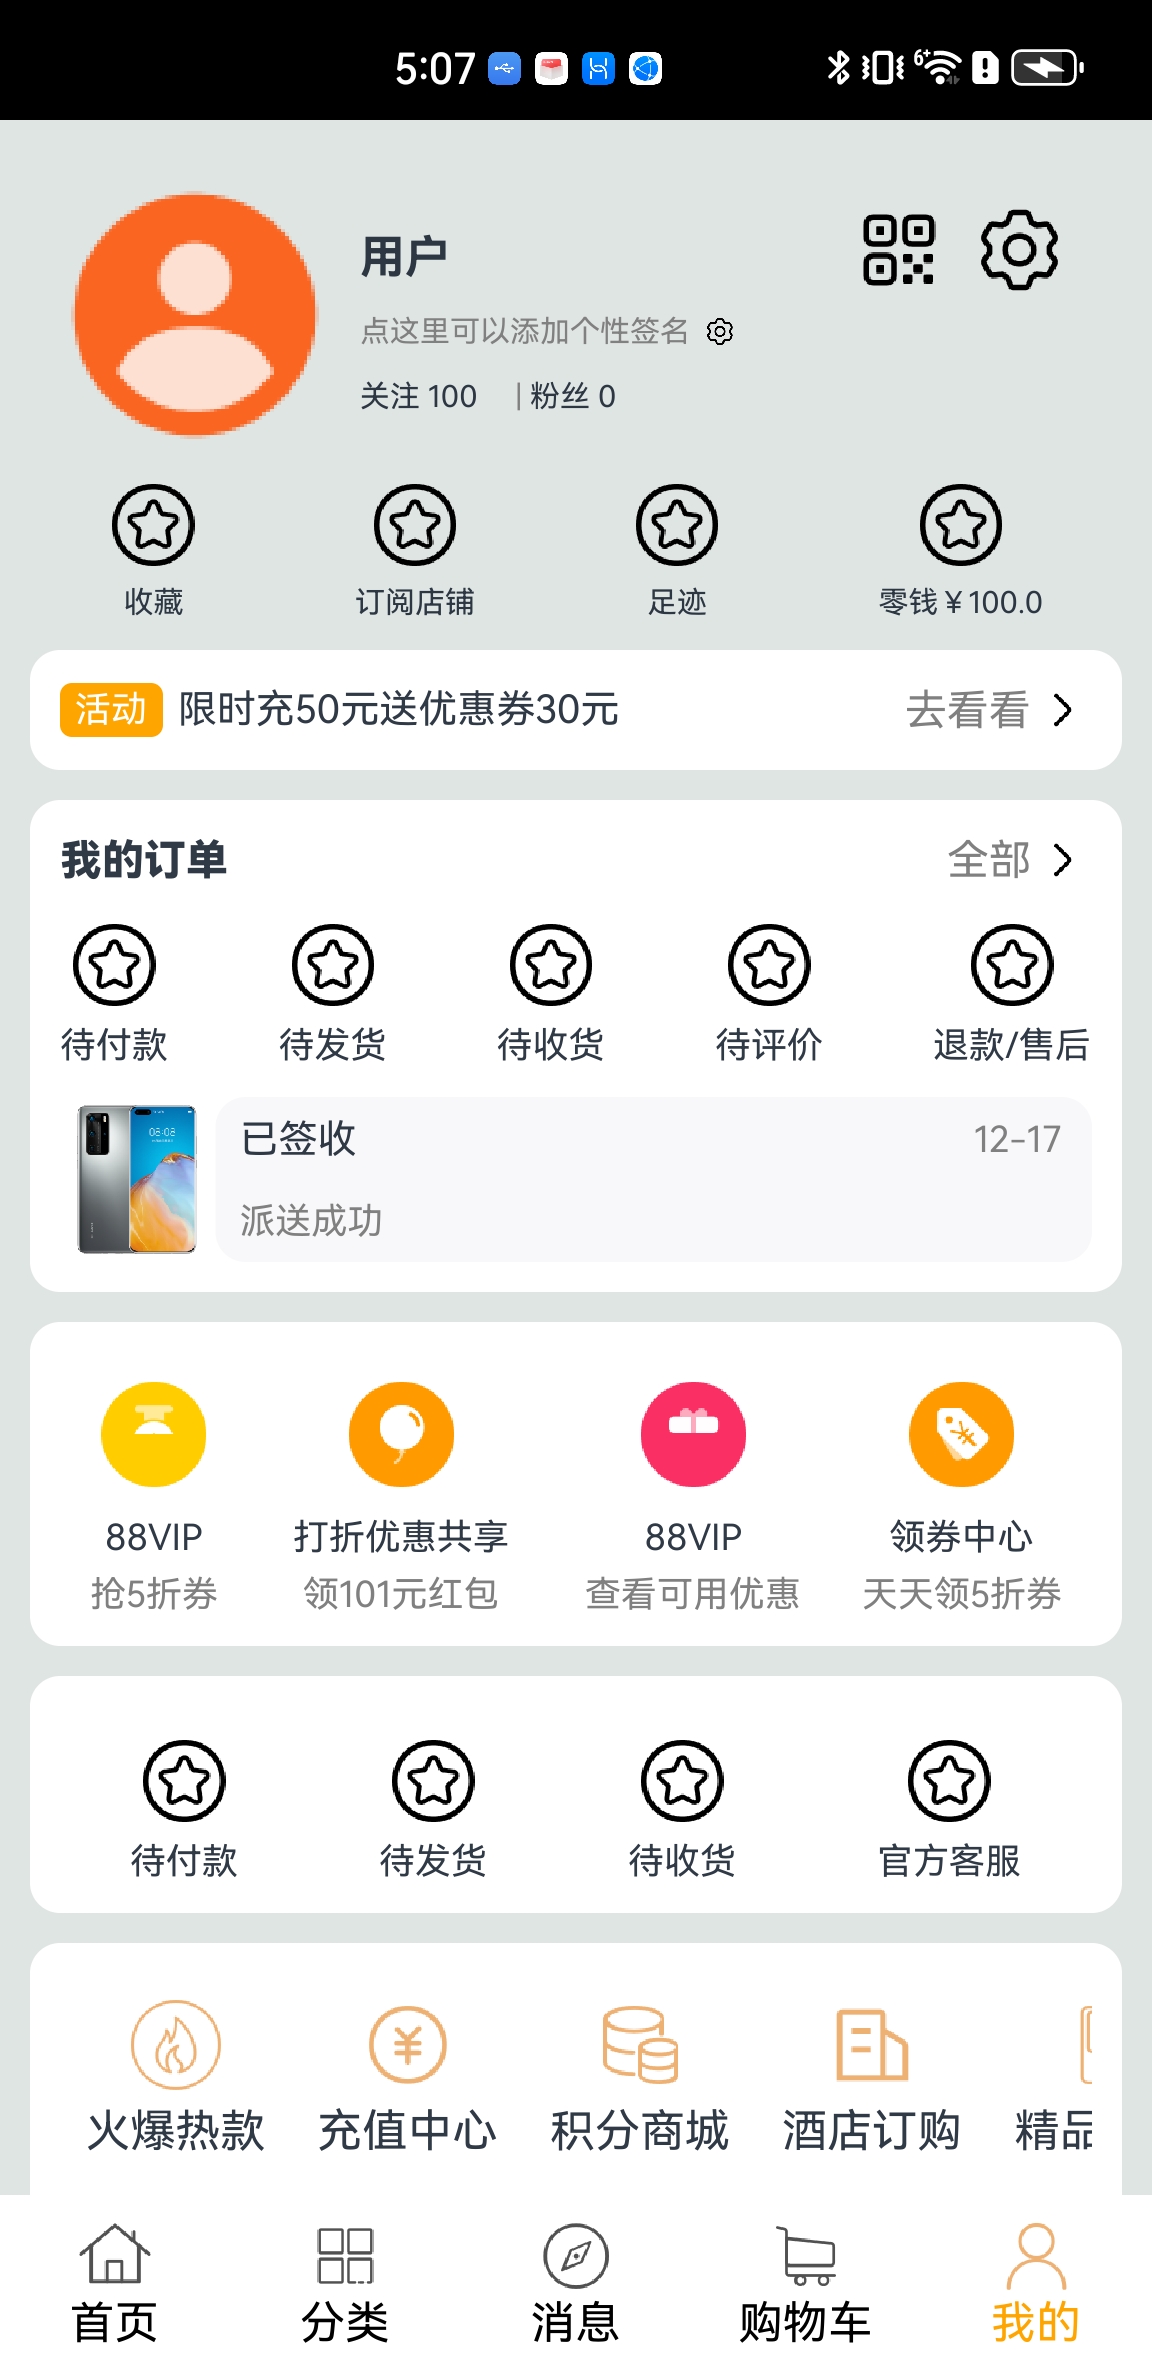 5:07
用户
点这里可以添加个性签名
关注 100 | 粉丝 0
收藏 订阅店铺 足迹 零钱￥100.0
活动 限时充50元送优惠券30元 去看看
我的订单 全部
待付款 待发货 待收货 待评价 退款/售后
已签收 12-17
派送成功
88VIP 打折优惠共享 88VIP 领券中心
抢5折券 领101元红包 查看可用优惠 天天领5折券
待付款 待发货 待收货 官方客服
火爆热款 充值中心 积分商城 酒店订购 精品
首页 分类 消息 购物车 我的